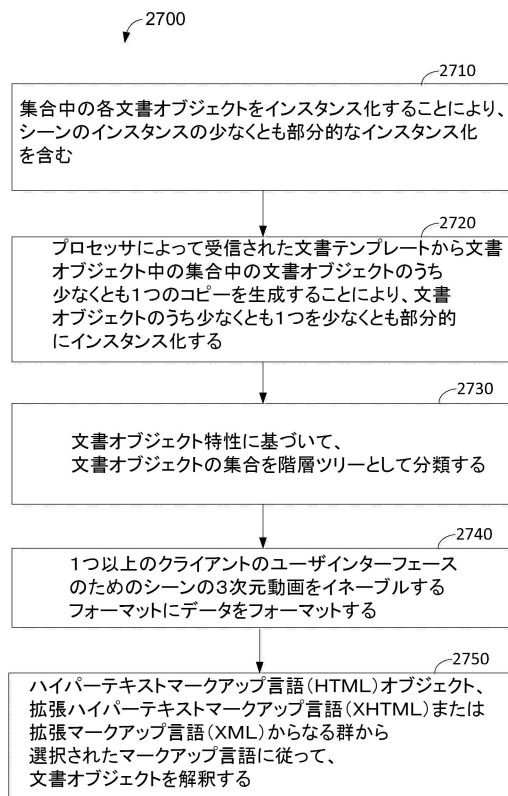 2700
2710
集合中の各文書オブジェクトをインスタンス化することにより、
シーンのインスタンスの少なくとも部分的なインスタンス化
を含む
2720
プロセッサによって受信された文書テンプレートから文書
オブジェクト中の集合中の文書オブジェクトのうち
少なくとも1つのコピーを生成することにより、文書
オブジェクトのうち少なくとも1つを少なくとも部分的
にインスタンス化する
2730
文書オブジェクト特性に基づいて、
文書オブジェクトの集合を階層ツリーとして分類する
2740
1つ以上のクライアントのユーザインターフェース
のためのシーンの3次元動画をイネーブルする
フォーマットにデータをフォーマットする
2750
ハイパーテキストマークアップ言語(HTML)オブジェクト、
拡張ハイパーテキストマークアップ言語(XHTML)または
拡張マークアップ言語(XML)からなる群から
選択されたマークアップ言語に従って、
文書オブジェクトを解釈する